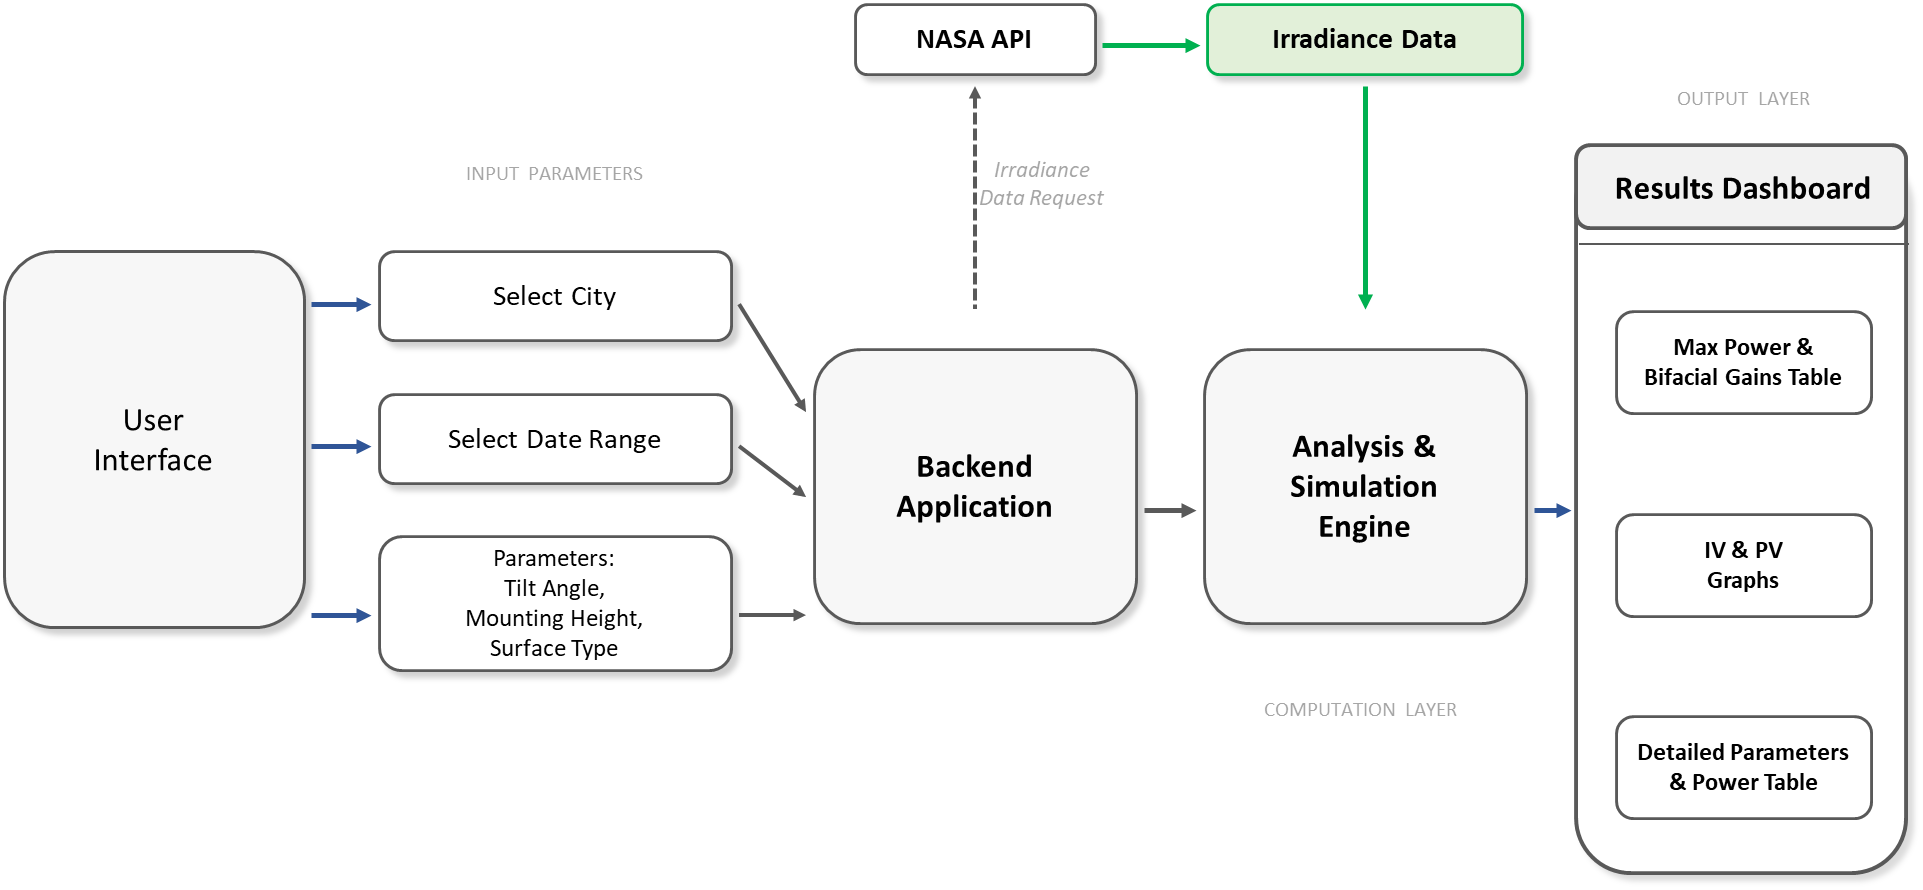 NASA API
Irradiance Data
OUTPUT LAYER
INPUT PARAMETERS
Irradiance
Data Request
Results Dashboard
User
Interface
Select City
Select Date Range
Parameters:
Tilt Angle,
Mounting Height,
Surface Type
Backend
Application
Analysis &
Simulation
Engine
COMPUTATION LAYER
Max Power &
Bifacial Gains Table
IV & PV
Graphs
Detailed Parameters
& Power Table